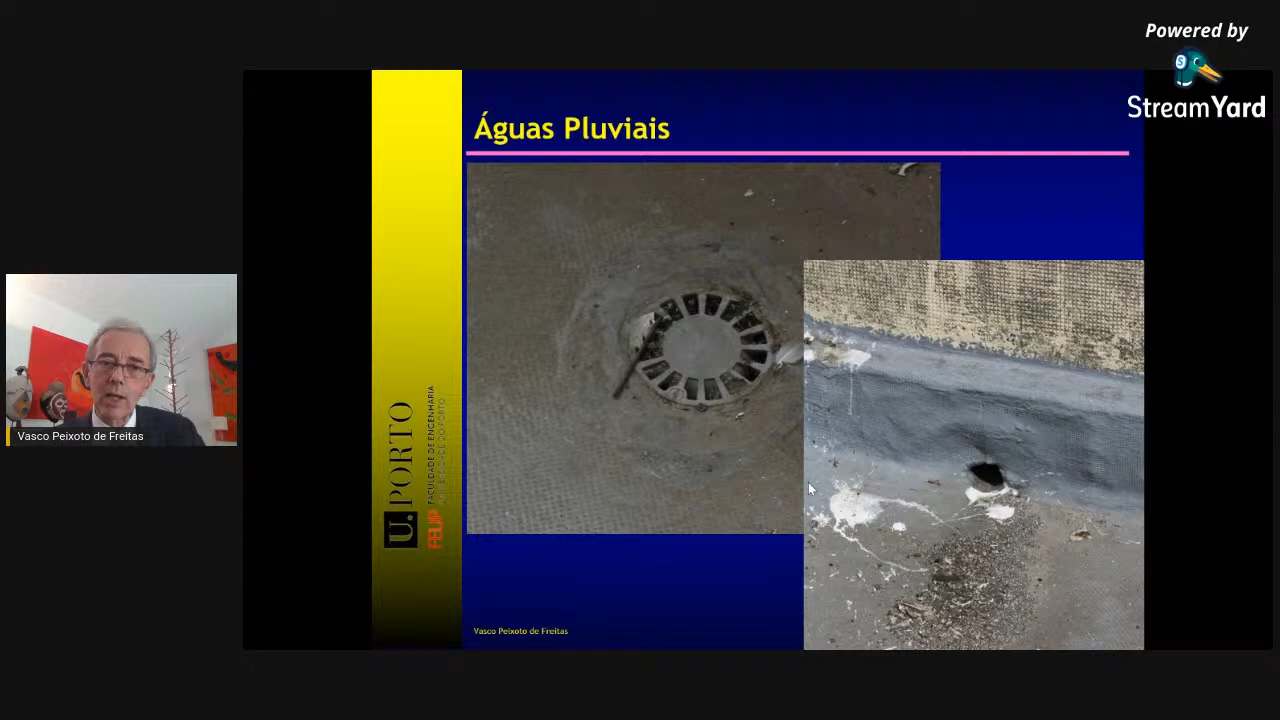 Powered by
StreamYard
Águas Pluviais
Vasco Peixoto de Freitas
U.PORTO
FEUP FACULDADE DE ENGENHARIA
UNIVERSIDADE DO PORTO
Vasco Peixoto de Freitas